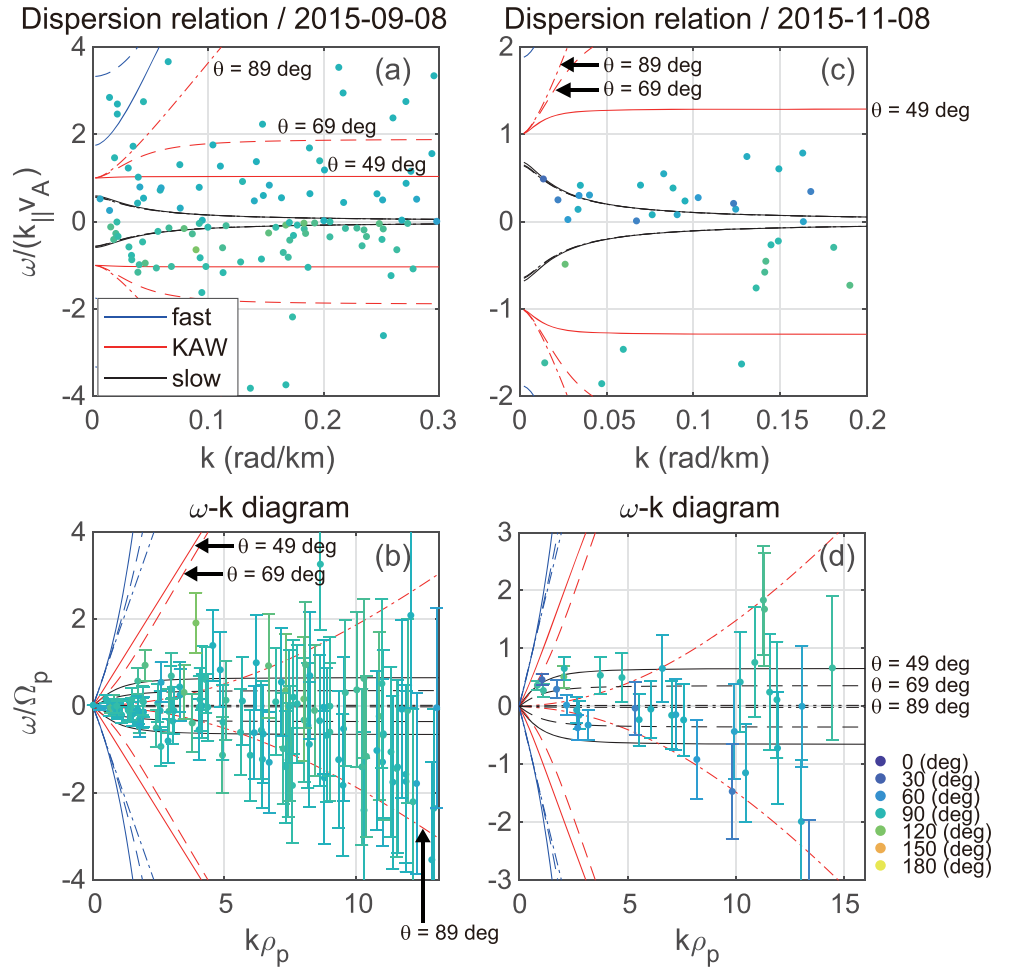 Dispersion relation / 2015-09-08
Dispersion relation / 2015-11-08
(a)
θ = 89 deg
θ = 69 deg
θ = 49 deg
4
2
0
-2
-4
ω/(k∥v_A)
fast
KAW
slow
0
0.1
0.2
0.3
k (rad/km)
(c)
θ = 89 deg
θ = 69 deg
θ = 49 deg
2
1
0
-1
-2
0
0.05
0.1
0.15
0.2
k (rad/km)
ω-k diagram
(b)
θ = 49 deg
θ = 69 deg
4
2
0
-2
-4
ω/Ω_p
0
5
10
kρ_p
θ = 89 deg
ω-k diagram
(d)
3
2
1
0
-1
-2
-3
θ = 49 deg
θ = 69 deg
θ = 89 deg
0
5
10
15
kρ_p
0 (deg)
30 (deg)
60 (deg)
90 (deg)
120 (deg)
150 (deg)
180 (deg)